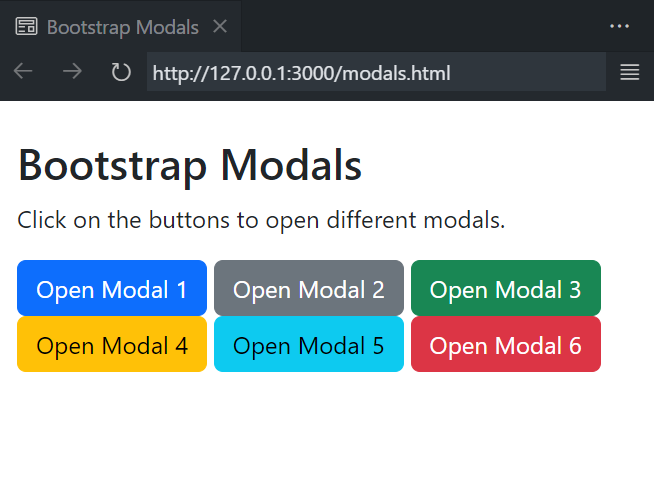 Bootstrap Modals
http://127.0.0.1:3000/modals.html
Bootstrap Modals
Click on the buttons to open different modals.
Open Modal 1 Open Modal 2 Open Modal 3
Open Modal 4 Open Modal 5 Open Modal 6